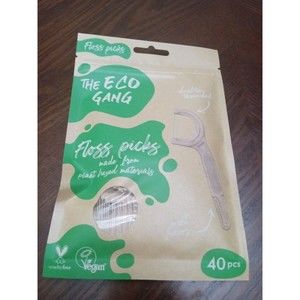 Floss picks
THE ECO
GANG
Floss picks
made from
plant based materials
Vegan
40 pcs